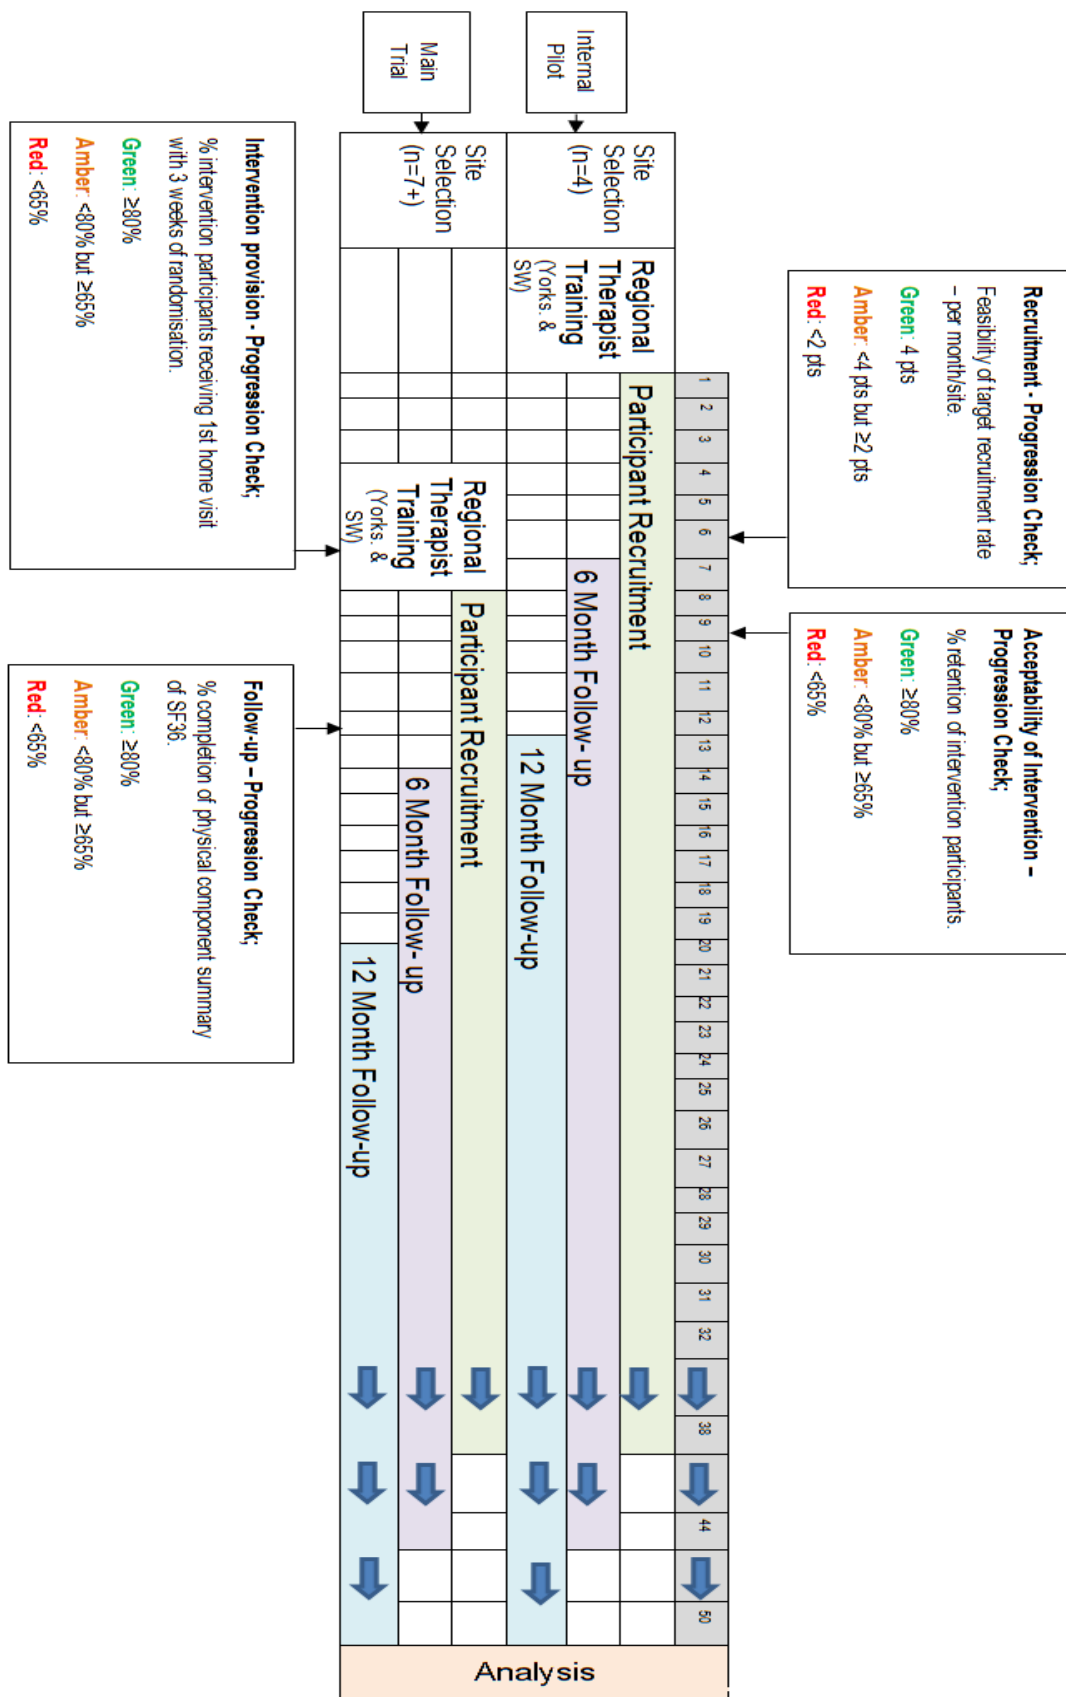 Recruitment - Progression Check;
Feasibility of target recruitment rate
– per month/site.
Green: 4 pts
Amber: <4 pts but ≥2 pts
Red: <2 pts
Acceptability of Intervention –
Progression Check;
% retention of intervention participants.
Green: ≥80%
Amber: <80% but ≥65%
Red: <65%
1 2 3 4 5 6 7 8 9 10 11 12 13 14 15 16 17 18 19 20 21 22 23 24 25 26 27 28 29 30 31 32 38 44 50
Internal
Pilot
Site
Selection
(n=4)
Regional
Therapist
Training
(Yorks. &
SW)
Participant Recruitment
6 Month Follow- up
12 Month Follow-up
Main
Trial
Site
Selection
(n=7+)
Regional
Therapist
Training
(Yorks. &
SW)
Participant Recruitment
6 Month Follow- up
12 Month Follow-up
Analysis
Intervention provision - Progression Check;
% intervention participants receiving 1st home visit
with 3 weeks of randomisation.
Green: ≥80%
Amber: <80% but ≥65%
Red: <65%
Follow-up – Progression Check;
% completion of physical component summary
of SF36.
Green: ≥80%
Amber: <80% but ≥65%
Red: <65%